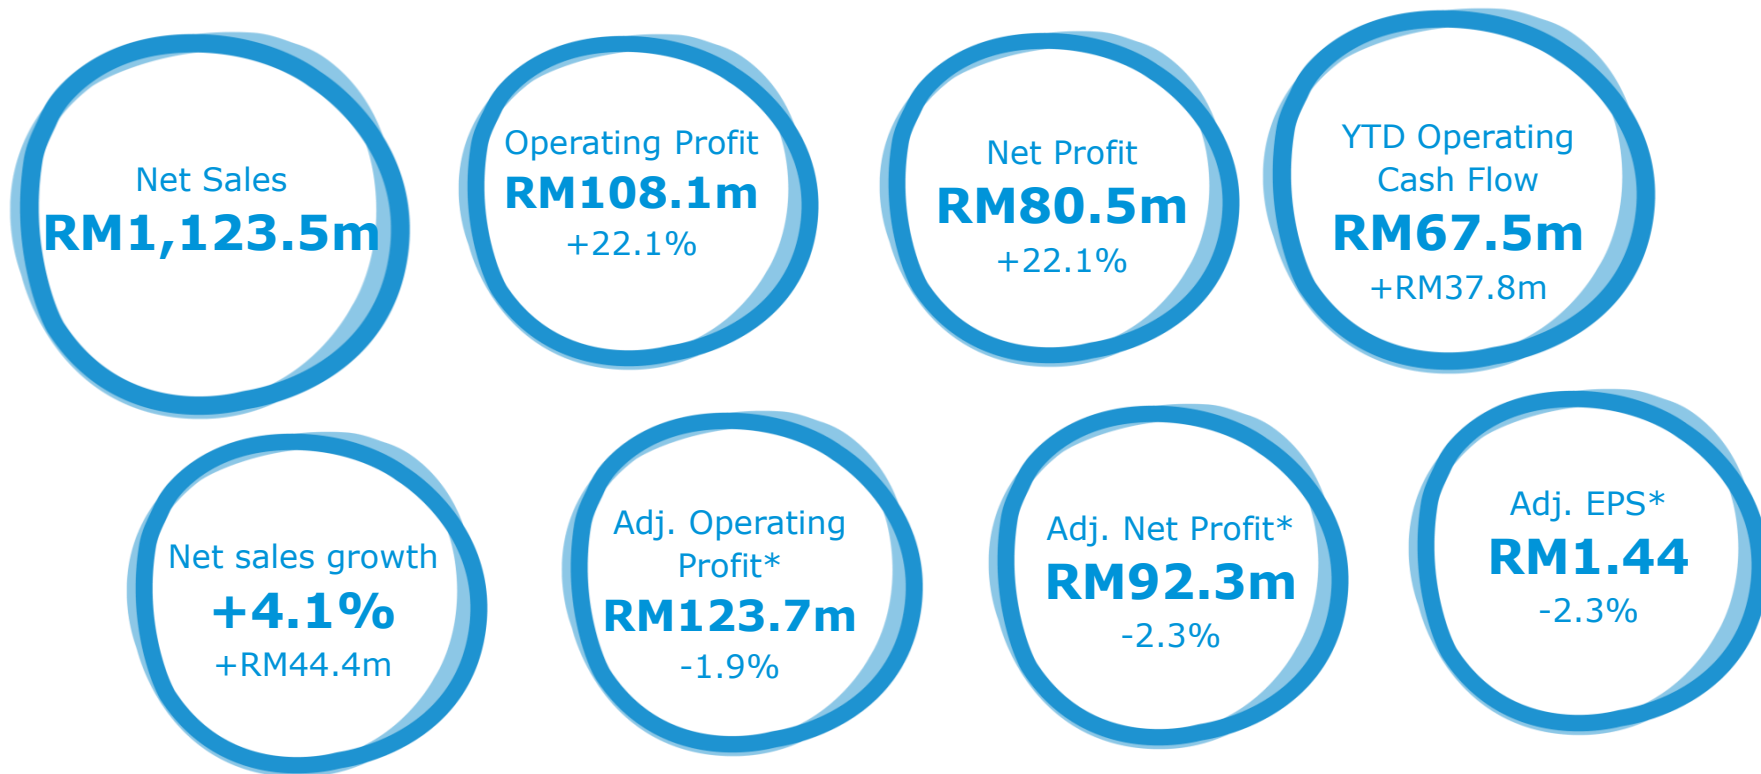 Net Sales
RM1,123.5m
Operating Profit
RM108.1m
+22.1%
Net Profit
RM80.5m
+22.1%
YTD Operating
Cash Flow
RM67.5m
+RM37.8m
Net sales growth
+4.1%
+RM44.4m
Adj. Operating
Profit*
RM123.7m
-1.9%
Adj. Net Profit*
RM92.3m
-2.3%
Adj. EPS*
RM1.44
-2.3%